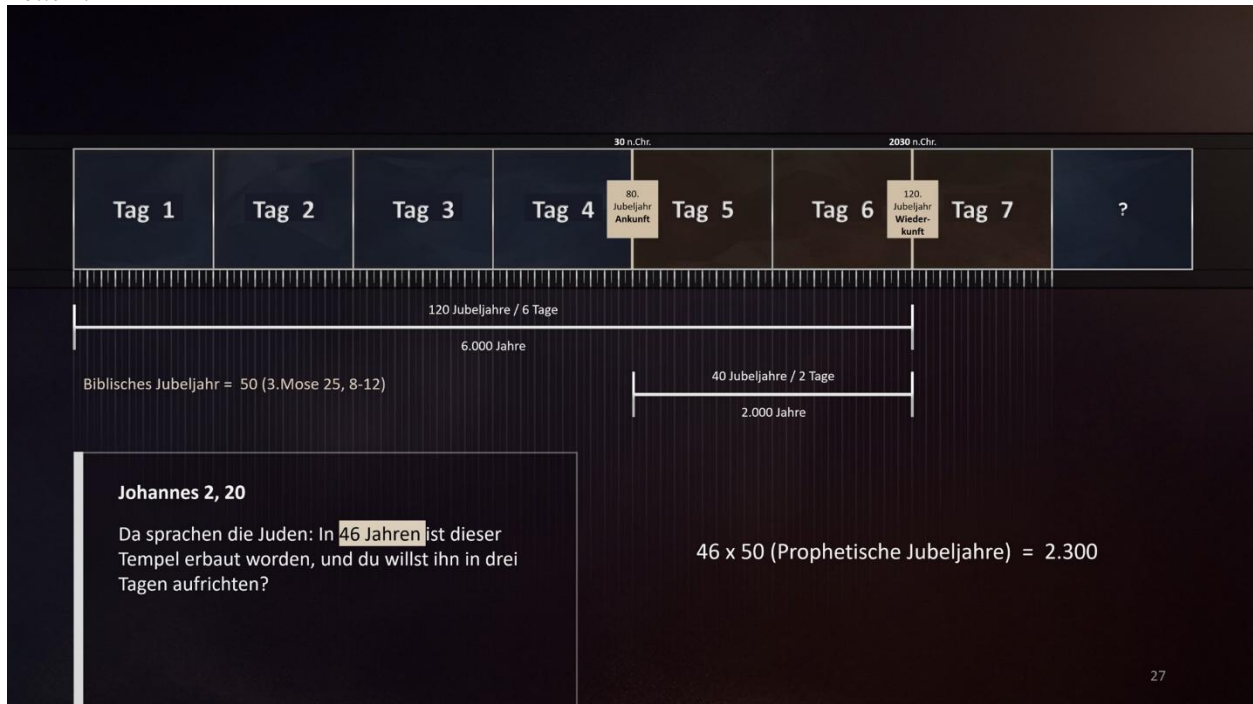 30 n.Chr.
2030 n.Chr.
Tag 1
Tag 2
Tag 3
Tag 4
80.
Jubeljahr
Ankunft
Tag 5
Tag 6
120.
Jubeljahr
Wieder-
kunft
Tag 7
?
120 Jubeljahre / 6 Tage
6.000 Jahre
Biblisches Jubeljahr = 50 (3.Mose 25, 8-12)
40 Jubeljahre / 2 Tage
2.000 Jahre
Johannes 2, 20
Da sprachen die Juden: In 46 Jahren ist dieser
Tempel erbaut worden, und du willst ihn in drei
Tagen aufrichten?
46 x 50 (Prophetische Jubeljahre) = 2.300
27